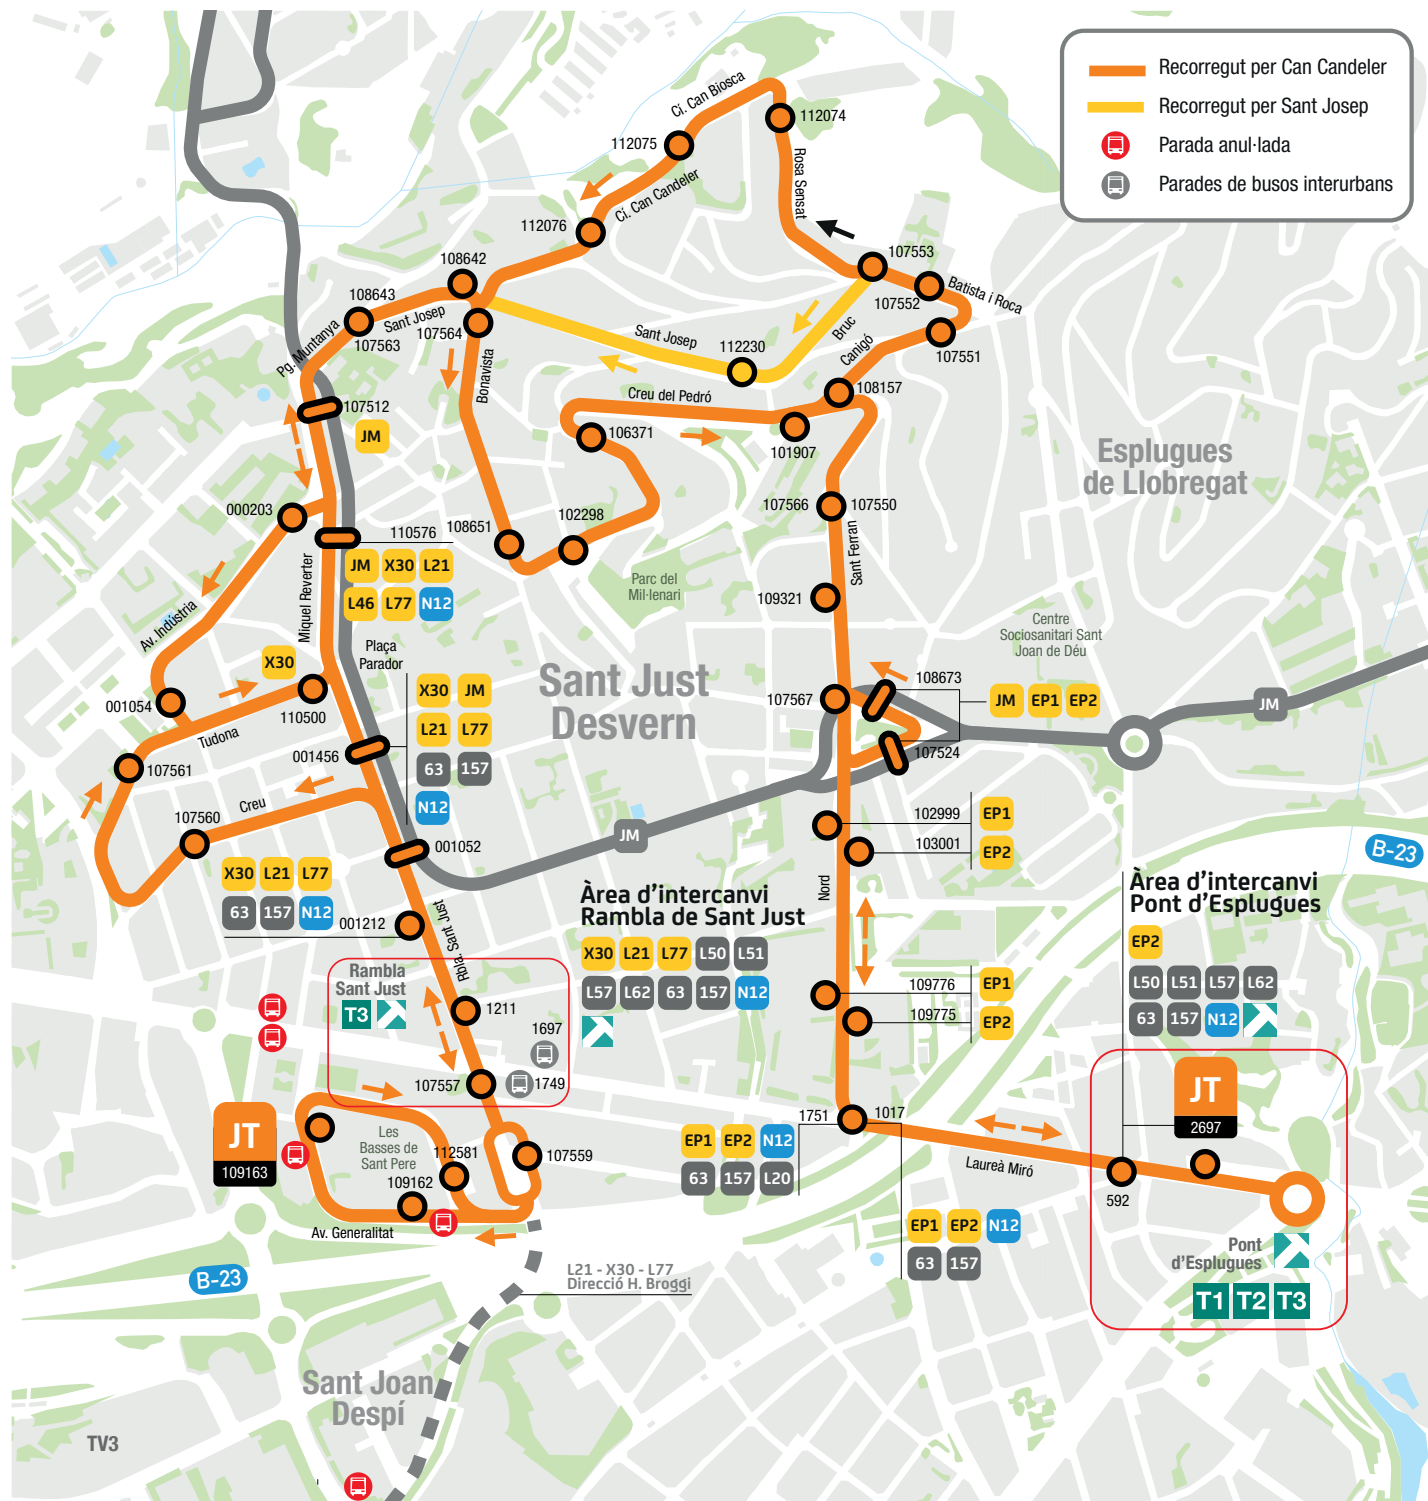 Recorregut per Can Candeler
Recorregut per Sant Josep
Parada anul·lada
Parades de busos interurbans
Cí. Can Biosca
112074
112075
Rosa Sensat
Cí. Can Candeler
112076
107553
108642
Batista i Roca
107552
108643
Sant Josep
107564
107563
Pg. Muntanya
Sant Josep
112230
Bruc
Canigó
107551
Bonavista
Creu del Pedró
108157
107512
JM
106371
101907
Esplugues
de Llobregat
000203
110576
108651
102298
107566
107550
JM X30 L21
L46 L77 N12
Miquel Reverter
Sant Ferran
Parc del
Mil·lenari
109321
Av. Indústria
Plaça
Parador
Centre
Sociosanitari Sant
Joan de Déu
X30
Sant Just
Desvern
X30 JM
L21 L77
63 157
N12
108673
JM EP1 EP2
JM
001054
110500
107567
Tudona
001456
107524
107561
Creu
107560
102999
EP1
JM
103001
EP2
001052
B-23
X30 L21 L77
63 157 N12
001212
Àrea d'intercanvi
Rambla de Sant Just
X30 L21 L77 L50 L51
L57 L62 63 157 N12
Nord
Àrea d'intercanvi
Pont d'Esplugues
EP2
L50 L51 L57 L62
63 157 N12
Rbla. Sant Just
Rambla
Sant Just
T3
109776
EP1
1211
109775
EP2
1697
107557
1749
JT
2697
JT
109163
Les
Basses de
Sant Pere
112581
107559
1751
1017
EP1 EP2 N12
63 157 L20
Laureà Miró
592
109162
Av. Generalitat
EP1 EP2 N12
63 157
Pont
d'Esplugues
T1 T2 T3
B-23
L21 - X30 - L77
Direcció H. Broggi
Sant Joan
Despí
TV3